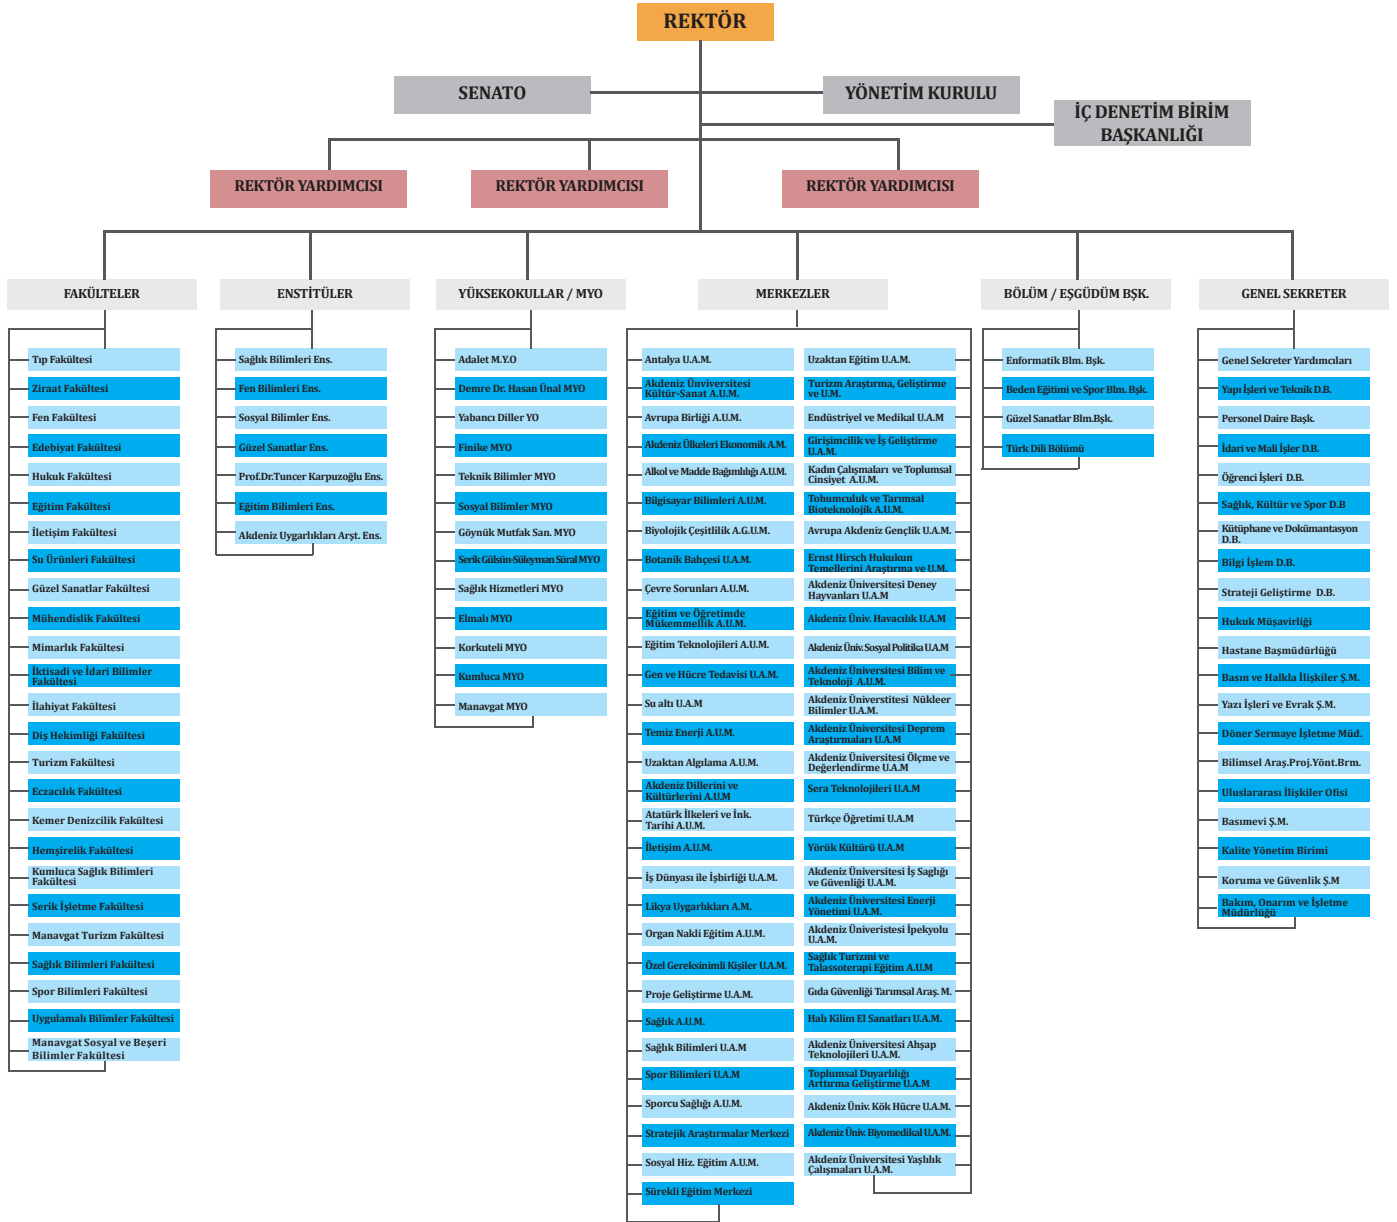 REKTÖR
SENATO
YÖNETİM KURULU
İÇ DENETİM BİRİM
BAŞKANLIĞI
REKTÖR YARDIMCISI
REKTÖR YARDIMCISI
REKTÖR YARDIMCISI
FAKÜLTELER
Tıp Fakültesi
Ziraat Fakültesi
Fen Fakültesi
Edebiyat Fakültesi
Hukuk Fakültesi
Eğitim Fakültesi
İletişim Fakültesi
Su Ürünleri Fakültesi
Güzel Sanatlar Fakültesi
Mühendislik Fakültesi
Mimarlık Fakültesi
İktisadi ve İdari Bilimler
Fakültesi
İlahiyat Fakültesi
Diş Hekimliği Fakültesi
Turizm Fakültesi
Eczacılık Fakültesi
Kemer Denizcilik Fakültesi
Hemşirelik Fakültesi
Kumluca Sağlık Bilimleri
Fakültesi
Serik İşletme Fakültesi
Manavgat Turizm Fakültesi
Sağlık Bilimleri Fakültesi
Spor Bilimleri Fakültesi
Uygulamalı Bilimler Fakültesi
Manavgat Sosyal ve Beşeri
Bilimler Fakültesi
ENSTİTÜLER
Sağlık Bilimleri Ens.
Fen Bilimleri Ens.
Sosyal Bilimler Ens.
Güzel Sanatlar Ens.
Prof.Dr.Tuncer Karpuzoğlu Ens.
Eğitim Bilimleri Ens.
Akdeniz Uygarlıkları Arşt. Ens.
YÜKSEKOKULLAR / MYO
Adalet M.Y.O
Demre Dr. Hasan Ünal MYO
Yabancı Diller YO
Finike MYO
Teknik Bilimler MYO
Sosyal Bilimler MYO
Göynük Mutfak San. MYO
Serik Gülsün-Süleyman Süral MYO
Sağlık Hizmetleri MYO
Elmalı MYO
Korkuteli MYO
Kumluca MYO
Manavgat MYO
MERKEZLER
Antalya U.A.M.
Akdeniz Ünviversitesi
Kültür-Sanat A.U.M.
Avrupa Birliği A.U.M.
Akdeniz Ülkeleri Ekonomik A.M.
Alkol ve Madde Bağımlılığı A.U.M.
Bilgisayar Bilimleri A.U.M.
Biyolojik Çeşitlilik A.G.U.M.
Botanik Bahçesi U.A.M.
Çevre Sorunları A.U.M.
Eğitim ve Öğretimde
Mükemmellik A.U.M.
Eğitim Teknolojileri A.U.M.
Gen ve Hücre Tedavisi U.A.M.
Su altı U.A.M
Temiz Enerji A.U.M.
Uzaktan Algılama A.U.M.
Akdeniz Dillerini ve
Kültürlerini A.U.M
Atatürk İlkeleri ve İnk.
Tarihi A.U.M.
İletişim A.U.M.
İş Dünyası ile İşbirliği U.A.M.
Likya Uygarlıkları A.M.
Organ Nakli Eğitim A.U.M.
Özel Gereksinimli Kişiler U.A.M.
Proje Geliştirme U.A.M.
Sağlık A.U.M.
Sağlık Bilimleri U.A.M
Spor Bilimleri U.A.M
Sporcu Sağlığı A.U.M.
Stratejik Araştırmalar Merkezi
Sosyal Hiz. Eğitim A.U.M.
Sürekli Eğitim Merkezi
Uzaktan Eğitim U.A.M.
Turizm Araştırma, Geliştirme
ve U.M.
Endüstriyel ve Medikal U.A.M
Girişimcilik ve İş Geliştirme
U.A.M.
Kadın Çalışmaları ve Toplumsal
Cinsiyet A.U.M.
Tohumculuk ve Tarımsal
Bioteknolojik A.U.M.
Avrupa Akdeniz Gençlik U.A.M.
Ernst Hirsch Hukukun
Temellerini Araştırma ve U.M.
Akdeniz Üniversitesi Deney
Hayvanları U.A.M
Akdeniz Üniv. Havacılık U.A.M
Akdeniz Üniv. Sosyal Politika U.A.M
Akdeniz Üniversitesi Bilim ve
Teknoloji A.U.M.
Akdeniz Üniverstitesi Nükleer
Bilimler U.A.M.
Akdeniz Üniversitesi Deprem
Araştırmaları U.A.M
Akdeniz Üniversitesi Ölçme ve
Değerlendirme U.A.M
Sera Teknolojileri U.A.M
Türkçe Öğretimi U.A.M
Yörük Kültürü U.A.M
Akdeniz Üniversitesi İş Saglığı
ve Güvenliği U.A.M.
Akdeniz Üniversitesi Enerji
Yönetimi U.A.M.
Akdeniz Üniveristesi İpekyolu
U.A.M.
Sağlık Turizmi ve
Talassoterapi Eğitim A.U.M
Gıda Güvenliği Tarımsal Araş. M.
Halı Kilim El Sanatları U.A.M.
Akdeniz Üniversitesi Ahşap
Teknolojileri U.A.M.
Toplumsal Duyarlılığı
Arttırma Geliştirme U.A.M
Akdeniz Üniv. Kök Hücre U.A.M.
Akdeniz Üniv. Biyomedikal U.A.M.
Akdeniz Üniversitesi Yaşlılık
Çalışmaları U.A.M.
BÖLÜM / EŞGÜDÜM BŞK.
Enformatik Blm. Bşk.
Beden Eğitimi ve Spor Blm. Bşk.
Güzel Sanatlar Blm.Bşk.
Türk Dili Bölümü
GENEL SEKRETER
Genel Sekreter Yardımcıları
Yapı İşleri ve Teknik D.B.
Personel Daire Başk.
İdari ve Mali İşler D.B.
Öğrenci İşleri D.B.
Sağlık, Kültür ve Spor D.B
Kütüphane ve Dokümantasyon
D.B.
Bilgi İşlem D.B.
Strateji Geliştirme D.B.
Hukuk Müşavirliği
Hastane Başmüdürlüğü
Basın ve Halkla İlişkiler Ş.M.
Yazı İşleri ve Evrak Ş.M.
Döner Sermaye İşletme Müd.
Bilimsel Araş.Proj.Yönt.Brm.
Uluslararası İlişkiler Ofisi
Basımevi Ş.M.
Kalite Yönetim Birimi
Koruma ve Güvenlik Ş.M
Bakım, Onarım ve İşletme
Müdürlüğü